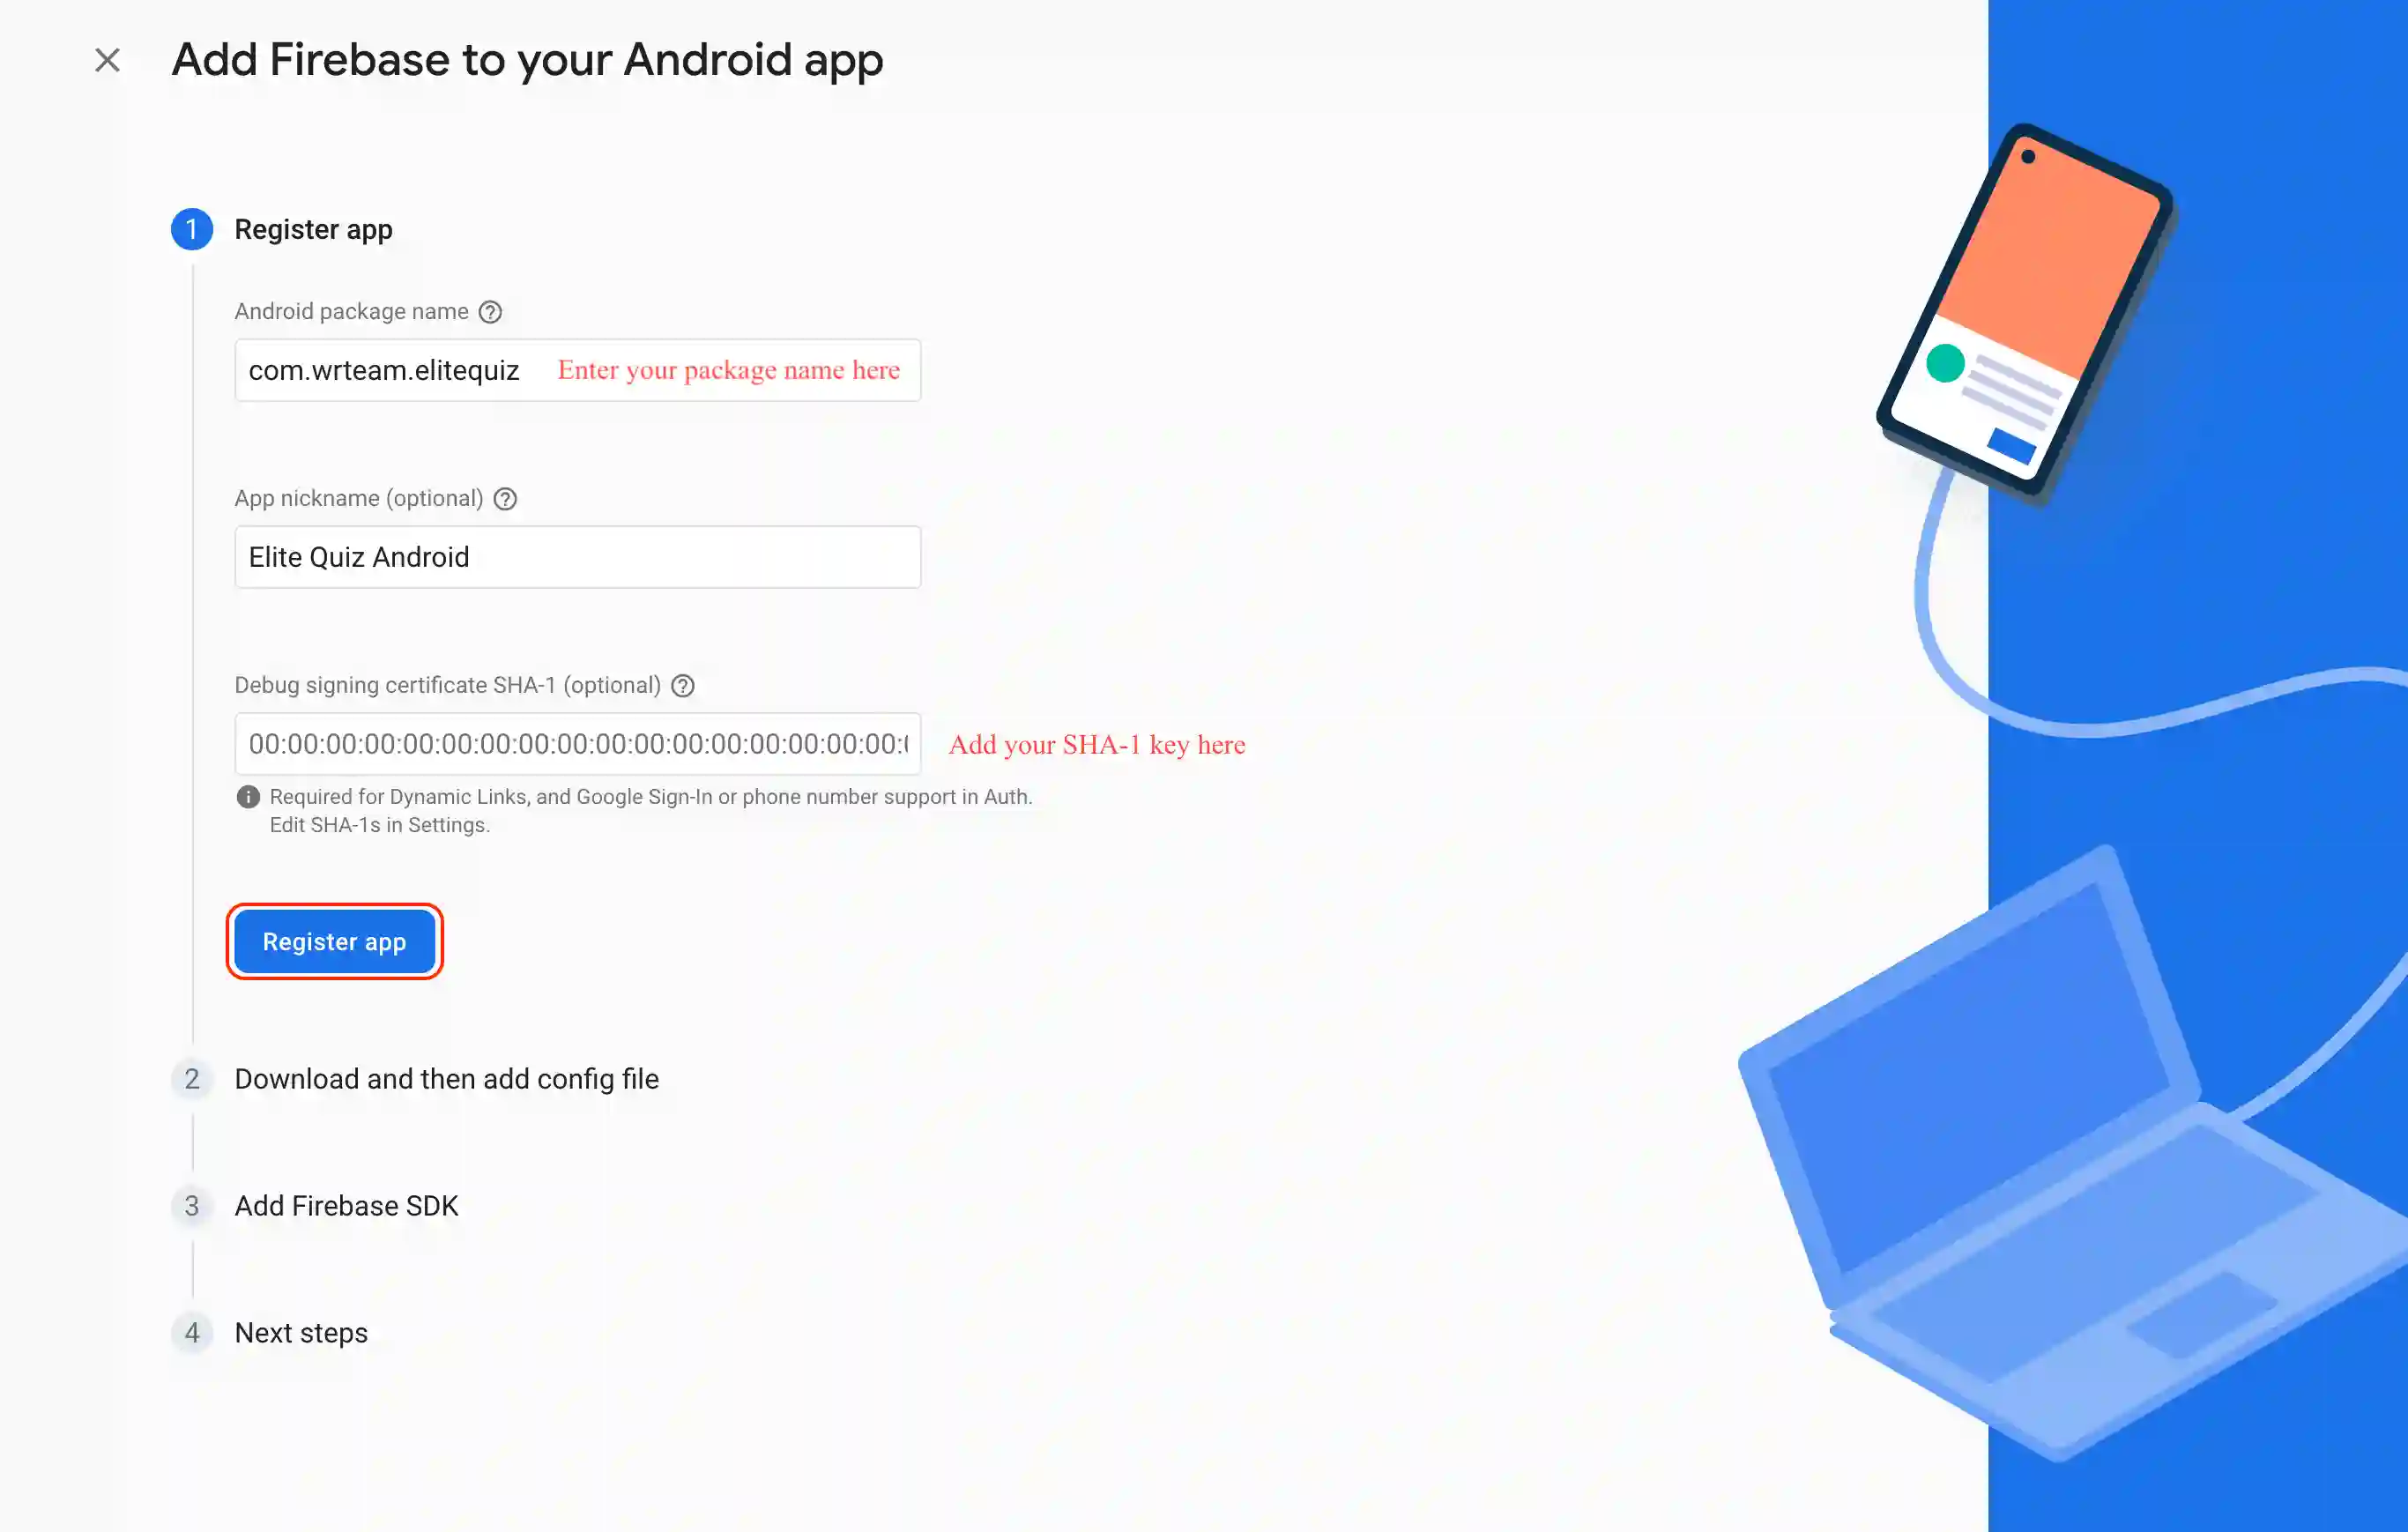 Add Firebase to your Android app
1 Register app
Android package name
com.wrteam.elitequiz Enter your package name here
App nickname (optional)
Elite Quiz Android
Debug signing certificate SHA-1 (optional)
00:00:00:00:00:00:00:00:00:00:00:00:00:00:00:00:00: Add your SHA-1 key here
Required for Dynamic Links, and Google Sign-In or phone number support in Auth.
Edit SHA-1s in Settings.
Register app
2 Download and then add config file
3 Add Firebase SDK
4 Next steps